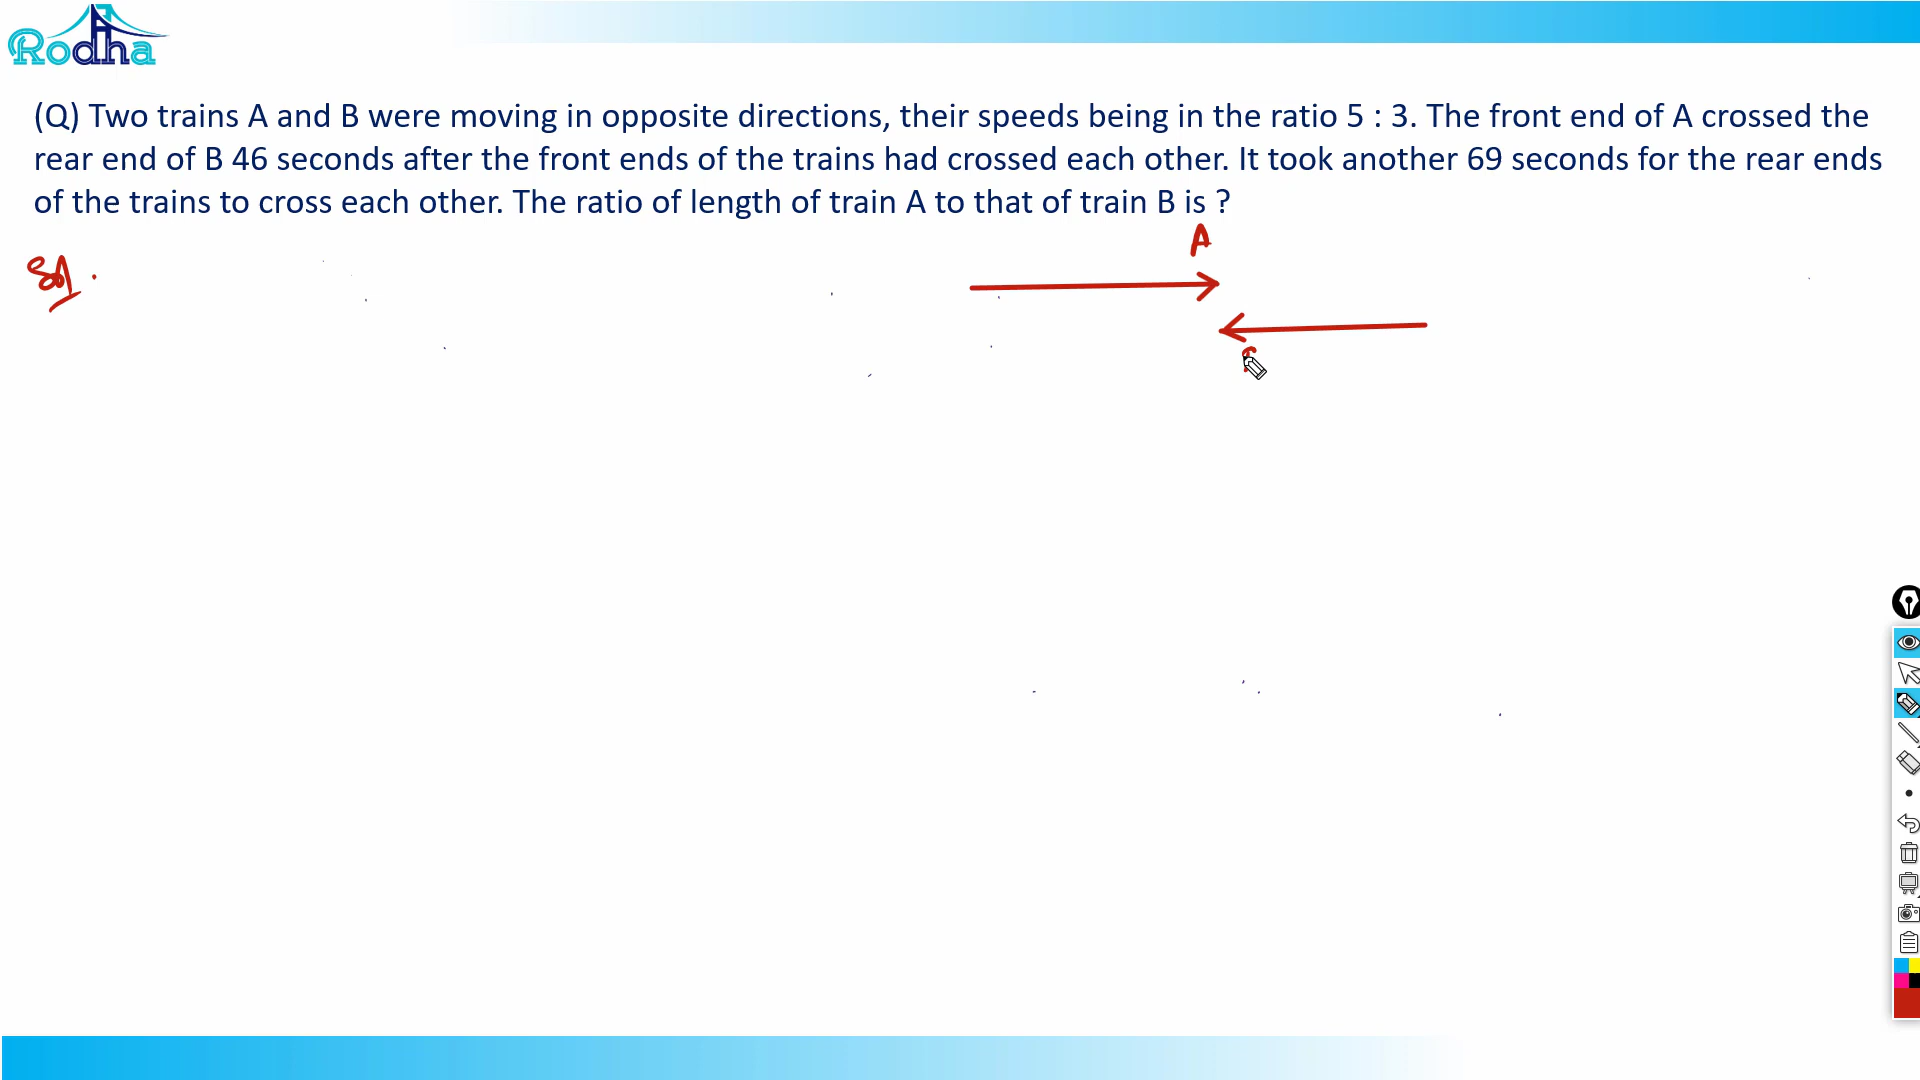 Rodha
(Q) Two trains A and B were moving in opposite directions, their speeds being in the ratio 5 : 3. The front end of A crossed the
rear end of B 46 seconds after the front ends of the trains had crossed each other. It took another 69 seconds for the rear ends
of the trains to cross each other. The ratio of length of train A to that of train B is ?
A